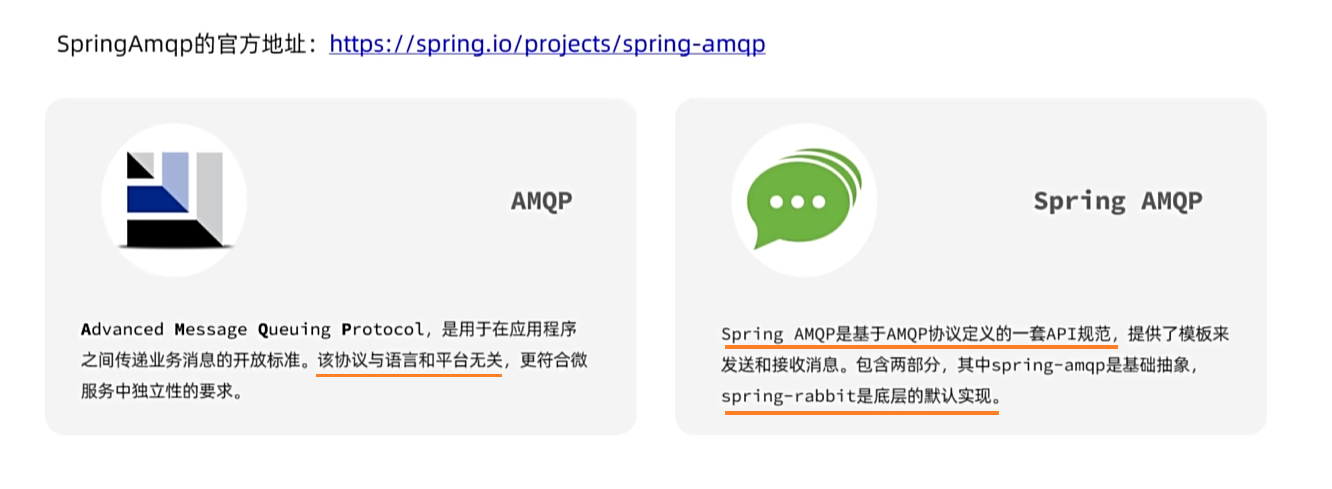 SpringAmqp的官方地址：https://spring.io/projects/spring-amqp
AMQP
Advanced Message Queuing Protocol，是用于在应用程序
之间传递业务消息的开放标准。该协议与语言和平台无关，更符合微
服务中独立性的要求。
Spring AMQP
Spring AMQP是基于AMQP协议定义的一套API规范，提供了模板来
发送和接收消息。包含两部分，其中spring-amqp是基础抽象，
spring-rabbit是底层的默认实现。